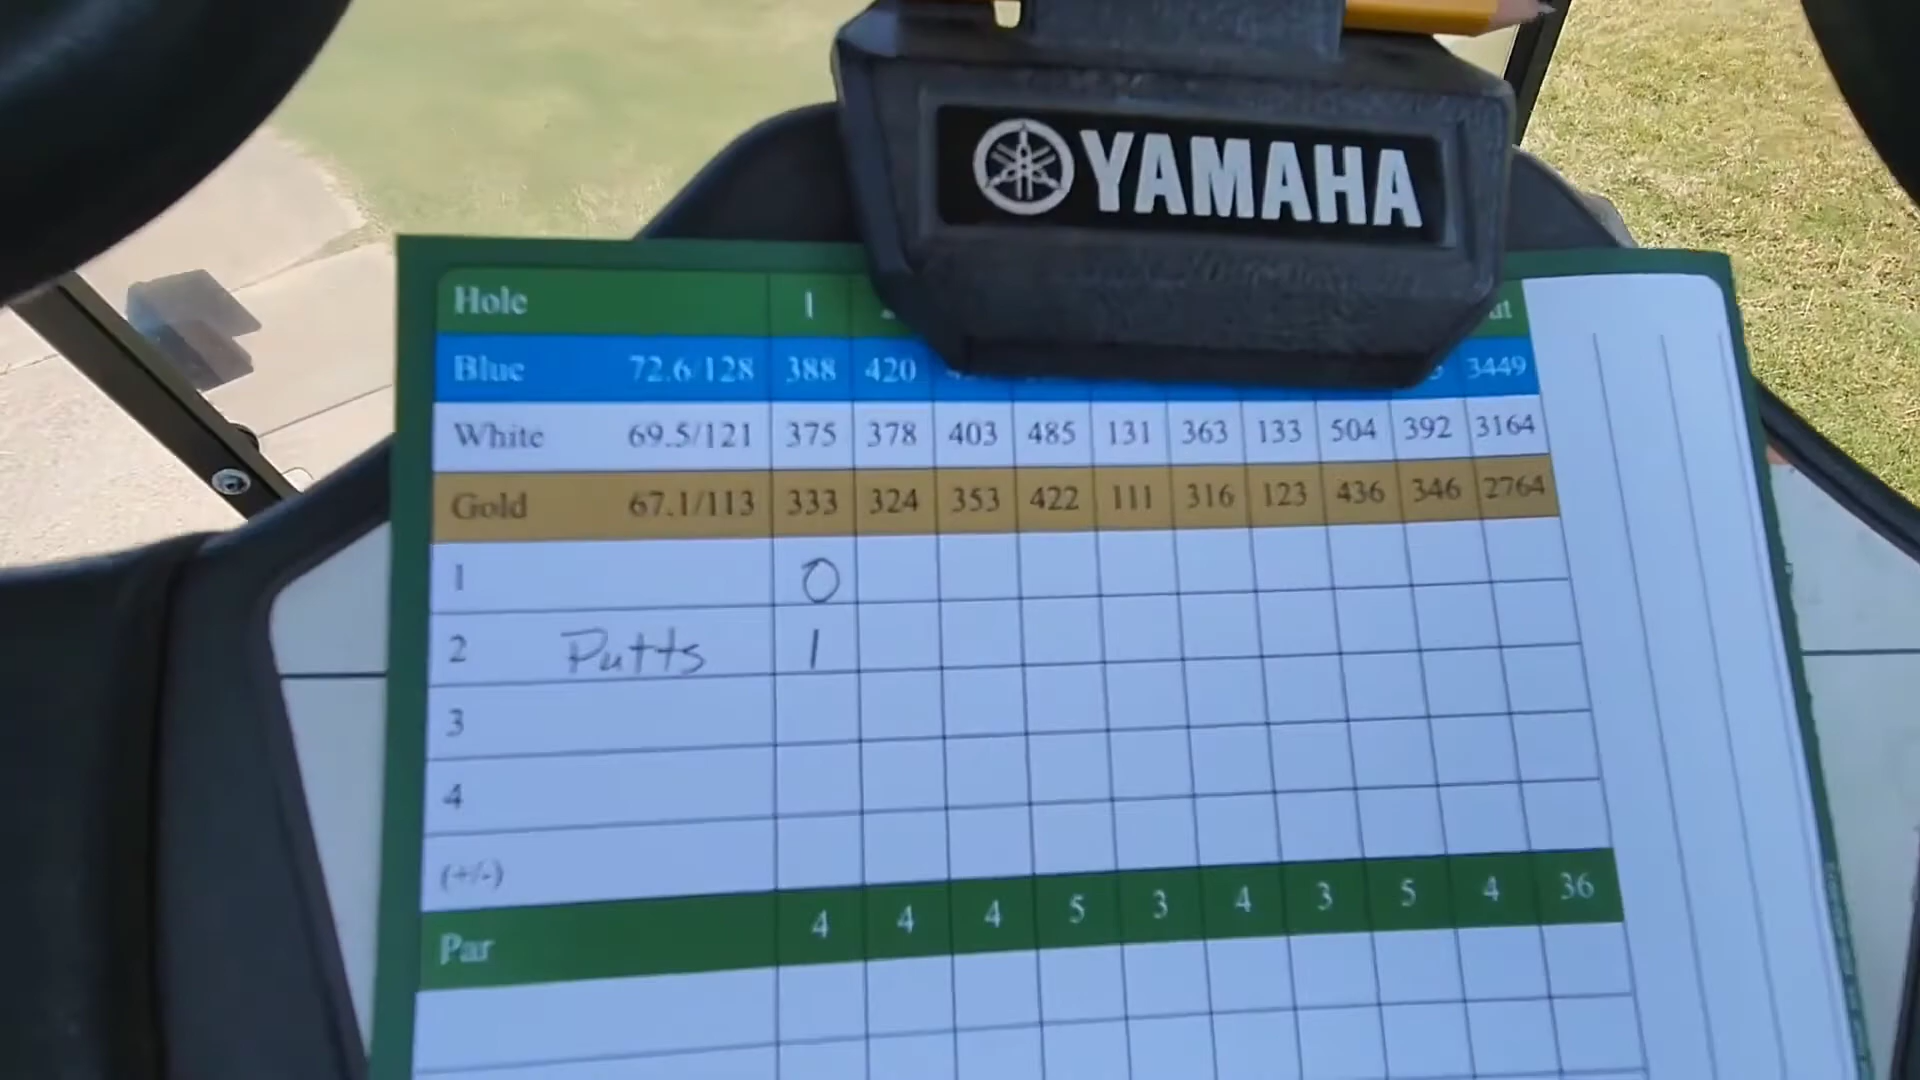 YAMAHA
Hole 1
Blue 72.6/128 388 420 3449
White 69.5/121 375 378 403 485 131 363 133 504 392 3164
Gold 67.1/113 333 324 353 422 111 316 123 436 346 2764
1 0
2 Putts 1
3
4
(+/-)
Par 4 4 4 5 3 4 3 5 4 36